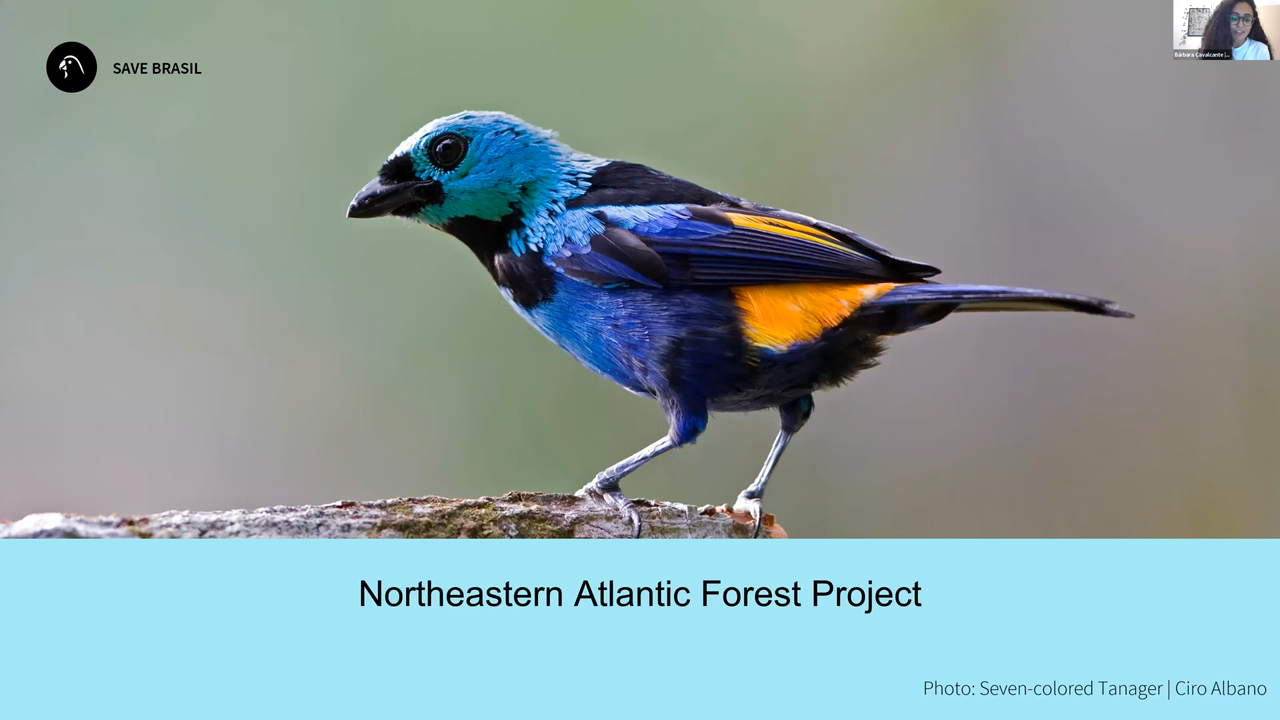 SAVE BRASIL
Bárbara Cavalcante |...
Northeastern Atlantic Forest Project
Photo: Seven-colored Tanager | Ciro Albano